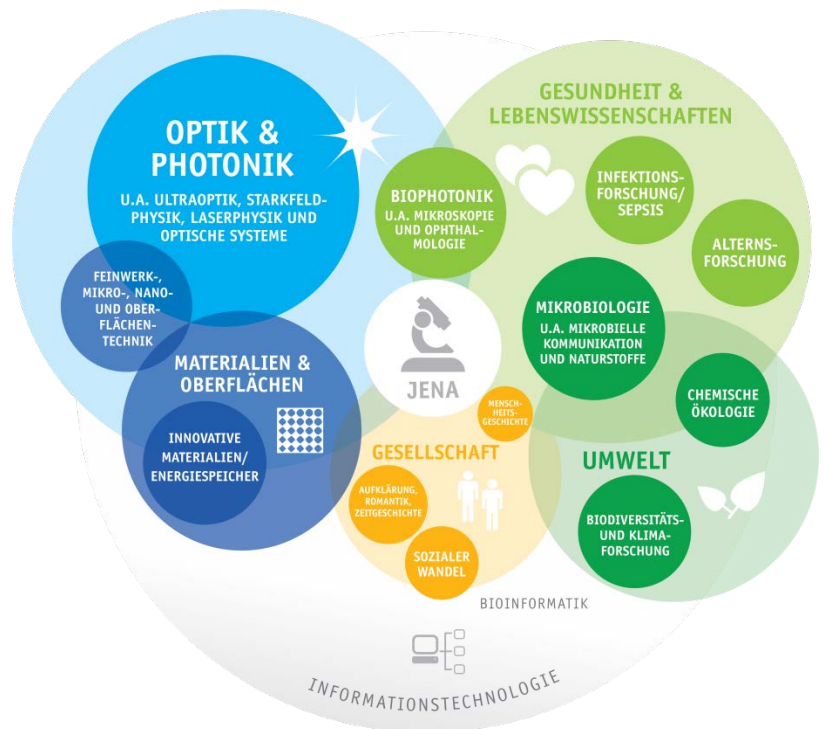 OPTIK &
PHOTONIK
U.A. ULTRAOPTIK, STARKFELD-
PHYSIK, LASERPHYSIK UND
OPTISCHE SYSTEME
GESUNDHEIT &
LEBENSWISSENSCHAFTEN
BIOPHOTONIK
U.A. MIKROSKOPIE
UND OPHTHAL-
MOLOGIE
INFEKTIONS-
FORSCHUNG/
SEPSIS
ALTERNS-
FORSCHUNG
FEINWERK-,
MIKRO-, NANO-
UND OBER-
FLÄCHEN-
TECHNIK
MATERIALIEN &
OBERFLÄCHEN
INNOVATIVE
MATERIALIEN/
ENERGIESPEICHER
JENA
MIKROBIOLOGIE
U.A. MIKROBIELLE
KOMMUNIKATION
UND NATURSTOFFE
CHEMISCHE
ÖKOLOGIE
MENSCH-
HEITS-
GESCHICHTE
GESELLSCHAFT
AUFKLÄRUNG,
ROMANTIK,
ZEITGESCHICHTE
SOZIALER
WANDEL
UMWELT
BIODIVERSITÄTS-
UND KLIMA-
FORSCHUNG
BIOINFORMATIK
INFORMATIONSTECHNOLOGIE